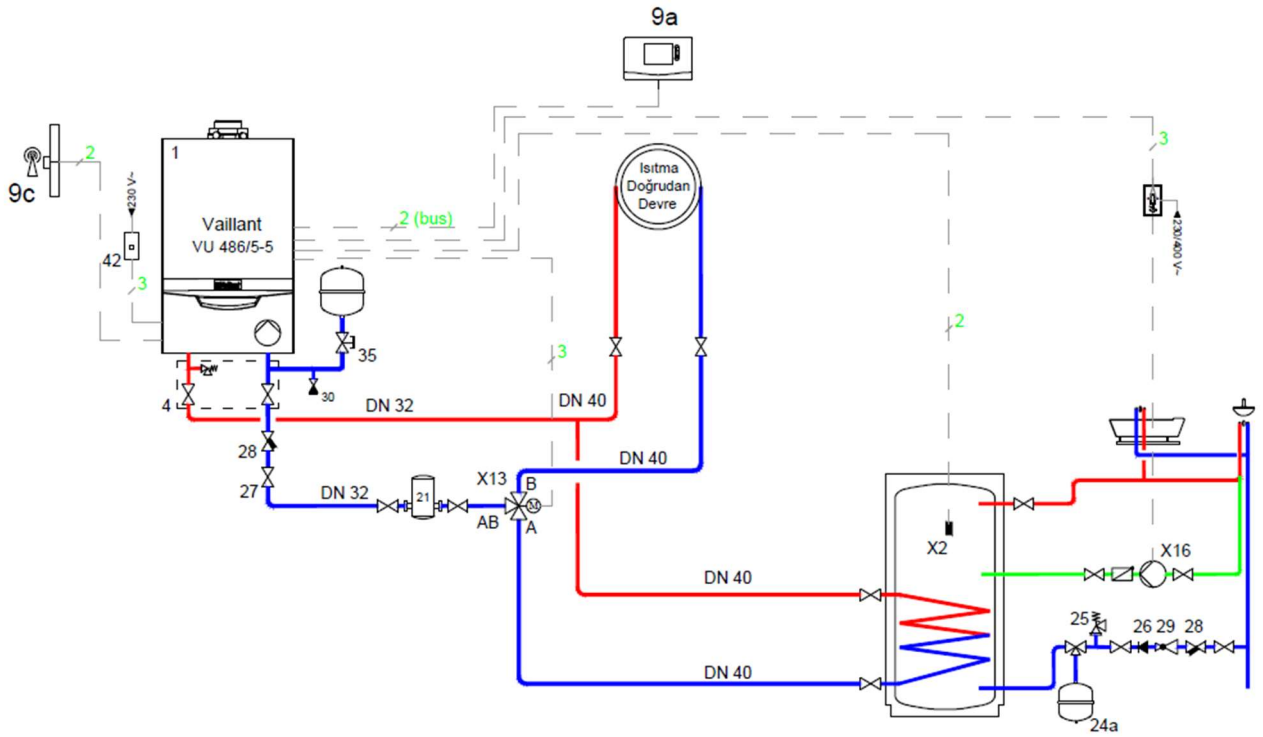 9a
1
2
9c
230 V~
42
3
Vaillant
VU 486/5-5
Vaillant
2 (bus)
Isıtma
Doğrudan
Devre
3
230/400 V~
35
30
3
2
4
DN 32
DN 40
28
27
DN 32
21
X13
B
AB
M
A
DN 40
X2
X16
DN 40
DN 40
25
26
29
28
24a